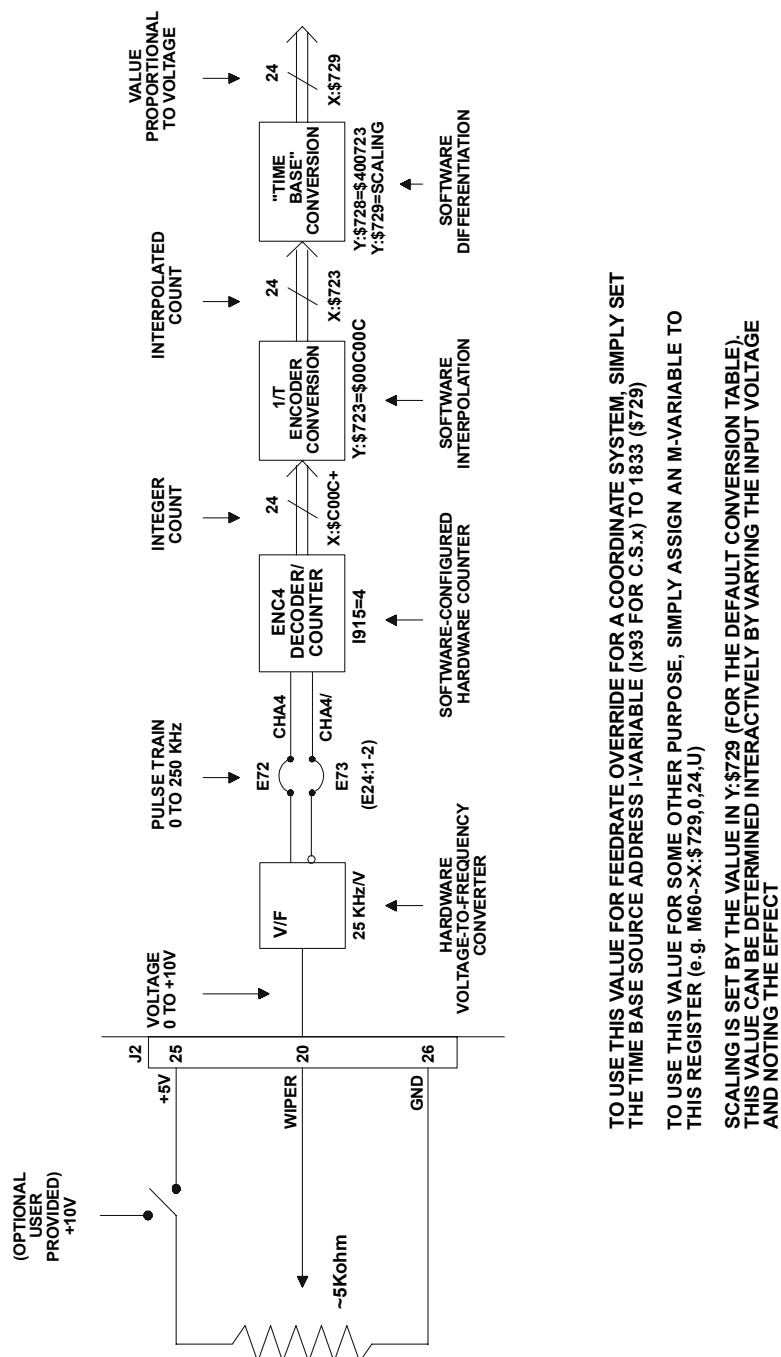 (OPTIONAL
USER
PROVIDED)
+10V
~5Kohm
J2
+5V
25
WIPER
20
GND
26
VOLTAGE
0 TO +10V
V/F
25 KHz/V
HARDWARE
VOLTAGE-TO-FREQUENCY
CONVERTER
PULSE TRAIN
0 TO 250 KHz
E72
E73
(E24:1-2)
CHA4
CHA4/
ENC4
DECODER/
COUNTER
I915=4
SOFTWARE-CONFIGURED
HARDWARE COUNTER
INTEGER
COUNT
24
X:$C00C+
1/T
ENCODER
CONVERSION
Y:$723=$00C00C
SOFTWARE
INTERPOLATION
INTERPOLATED
COUNT
24
X:$723
"TIME
BASE"
CONVERSION
Y:$728=$400723
Y:$729=SCALING
SOFTWARE
DIFFERENTIATION
VALUE
PROPORTIONAL
TO VOLTAGE
24
X:$729
TO USE THIS VALUE FOR FEEDRATE OVERRIDE FOR A COORDINATE SYSTEM, SIMPLY SET
THE TIME BASE SOURCE ADDRESS I-VARIABLE (Ix93 FOR C.S.x) TO 1833 ($729)
TO USE THIS VALUE FOR SOME OTHER PURPOSE, SIMPLY ASSIGN AN M-VARIABLE TO
THIS REGISTER (e.g. M60->X:$729,0,24,U)
SCALING IS SET BY THE VALUE IN Y:$729 (FOR THE DEFAULT CONVERSION TABLE).
THIS VALUE CAN BE DETERMINED INTERACTIVELY BY VARYING THE INPUT VOLTAGE
AND NOTING THE EFFECT